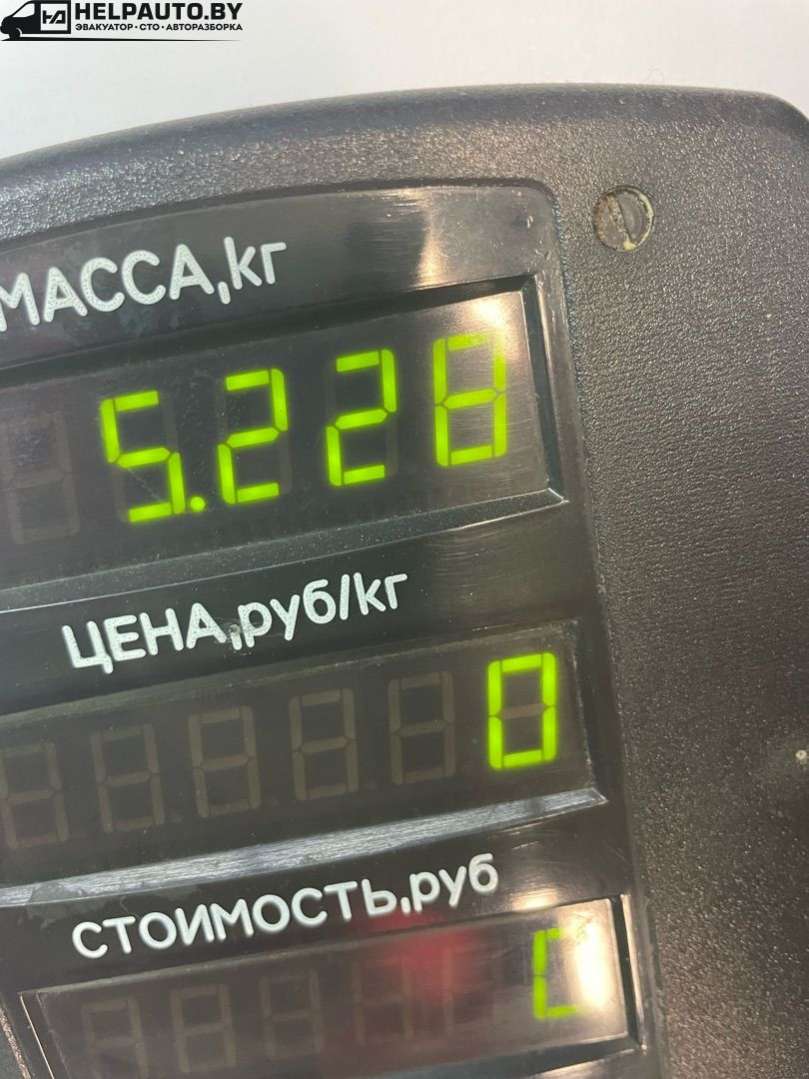 HELPAUTO.BY
ЭВАКУАТОР • СТО • АВТОРАЗБОРКА
МАССА,кг
5.228
ЦЕНА,руб/кг
0
СТОИМОСТЬ,руб